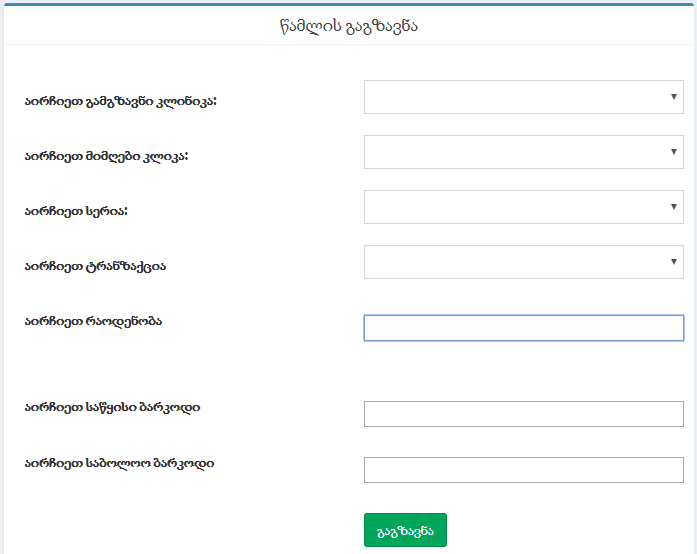 წამლის გაგზავნა
აირჩიეთ გამგზავნი კლინიკა:
აირჩიეთ მიმღები კლიკა:
აირჩიეთ სერია:
აირჩიეთ ტრანზაქცია
აირჩიეთ რაოდენობა
აირჩიეთ საწყისი ბარკოდი
აირჩიეთ საბოლოო ბარკოდი
გაგზავნა